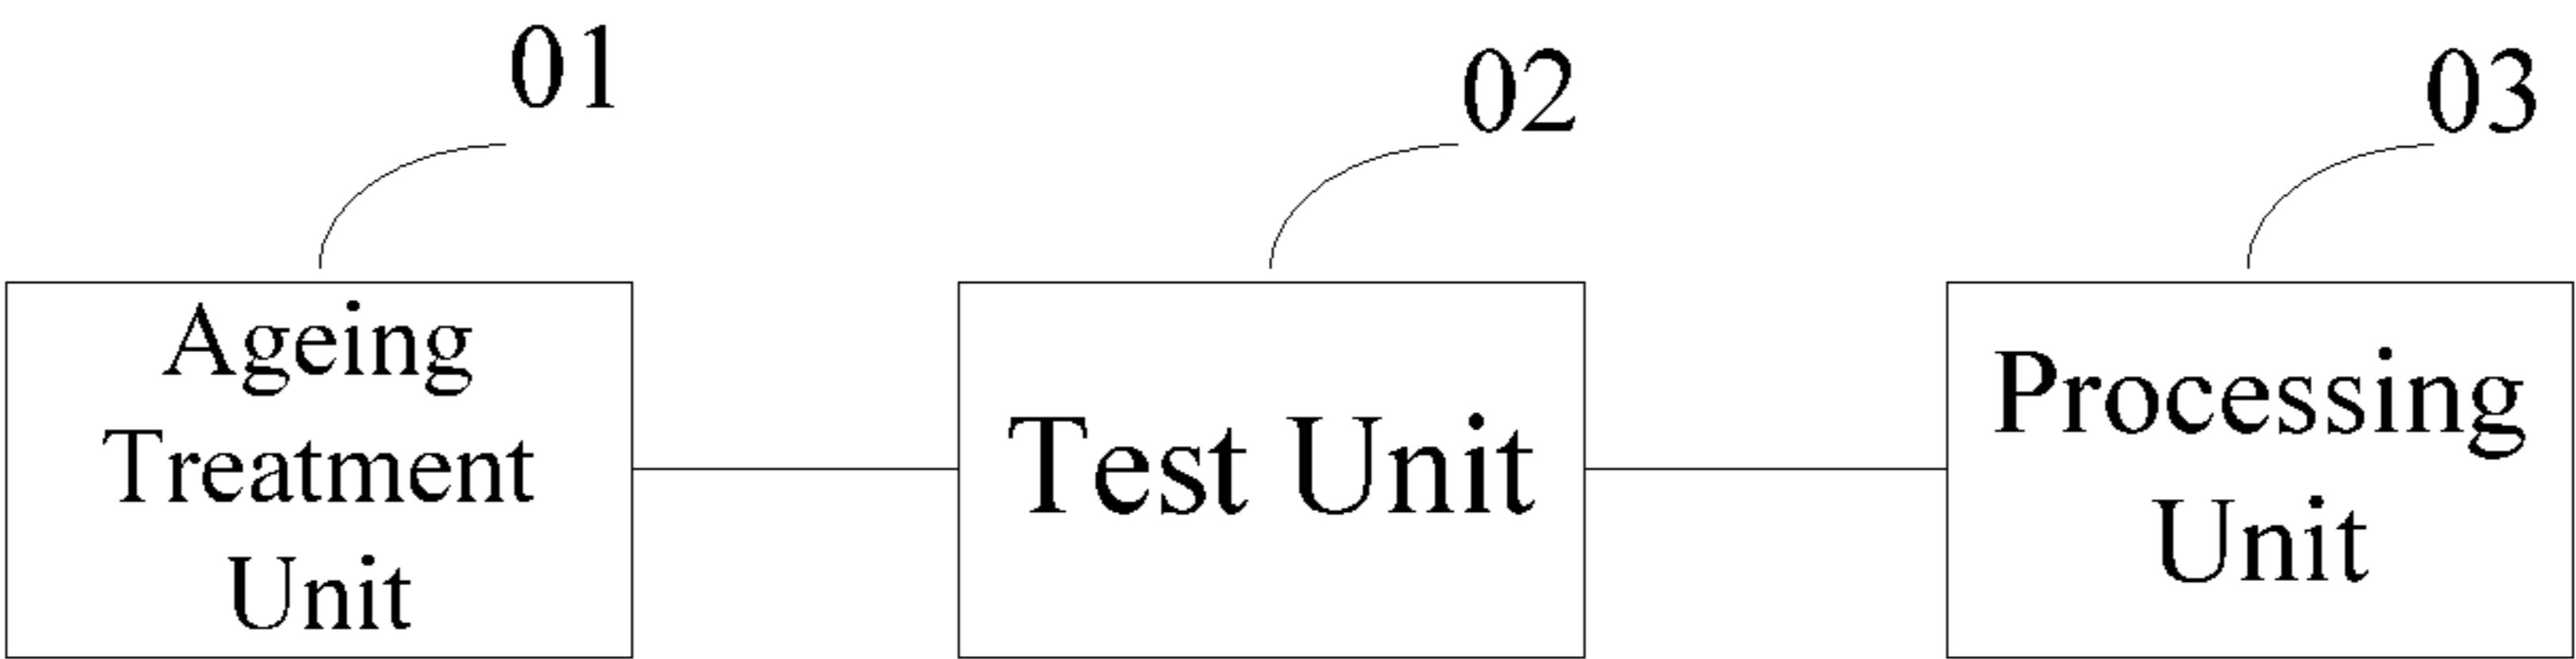 01
02
03
Ageing
Treatment
Unit
Test Unit
Processing
Unit